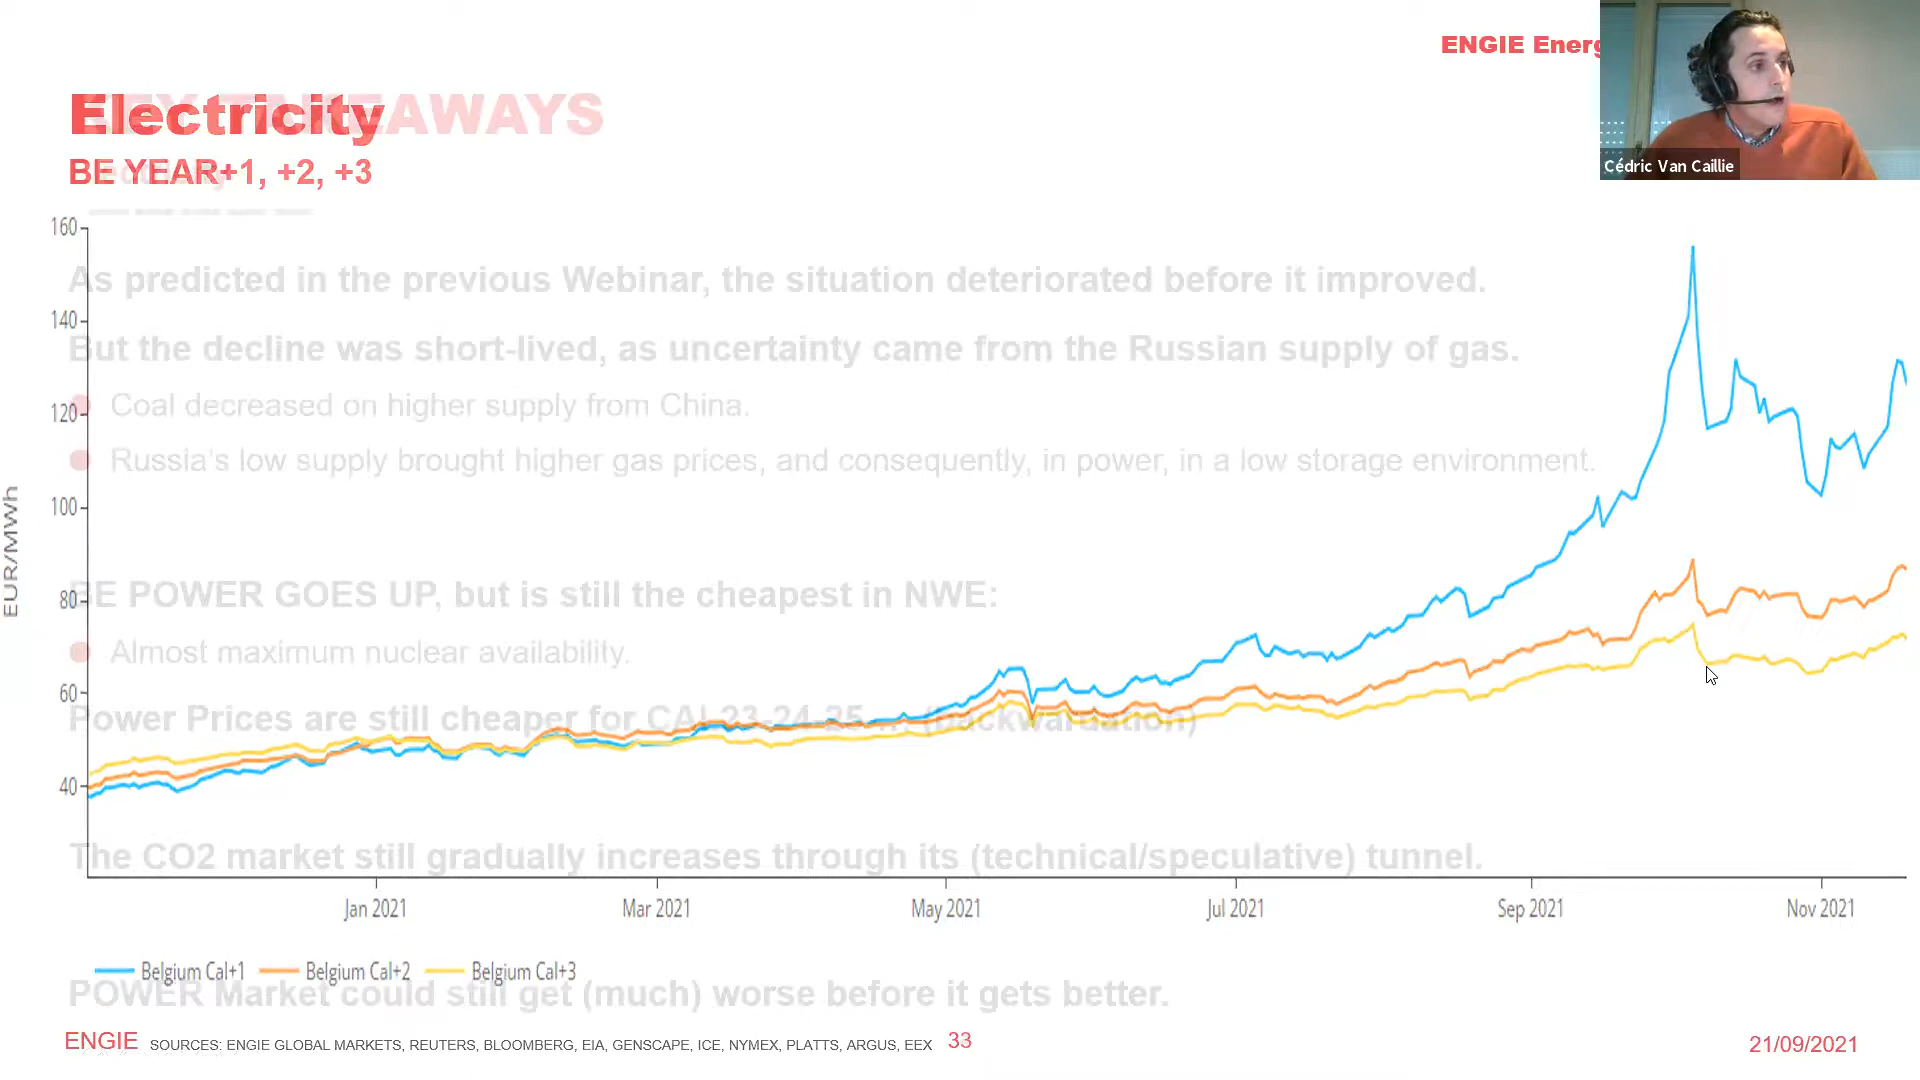 ENGIE Energ
Cédric Van Caillie
Electricity
KEY TAKEAWAYS
BE YEAR+1, +2, +3
160
As predicted in the previous Webinar, the situation deteriorated before it improved.
140
But the decline was short-lived, as uncertainty came from the Russian supply of gas.
120
Coal decreased on higher supply from China.
Russia's low supply brought higher gas prices, and consequently, in power, in a low storage environment.
100
EUR/MWh
80
BE POWER GOES UP, but is still the cheapest in NWE:
Almost maximum nuclear availability.
60
Power Prices are still cheaper for CAL 23-24-25... (backwardation)
40
The CO2 market still gradually increases through its (technical/speculative) tunnel.
Jan 2021 Mar 2021 May 2021 Jul 2021 Sep 2021 Nov 2021
Belgium Cal+1 Belgium Cal+2 Belgium Cal+3
POWER Market could still get (much) worse before it gets better.
ENGIE SOURCES: ENGIE GLOBAL MARKETS, REUTERS, BLOOMBERG, EIA, GENSCAPE, ICE, NYMEX, PLATTS, ARGUS, EEX 33
21/09/2021